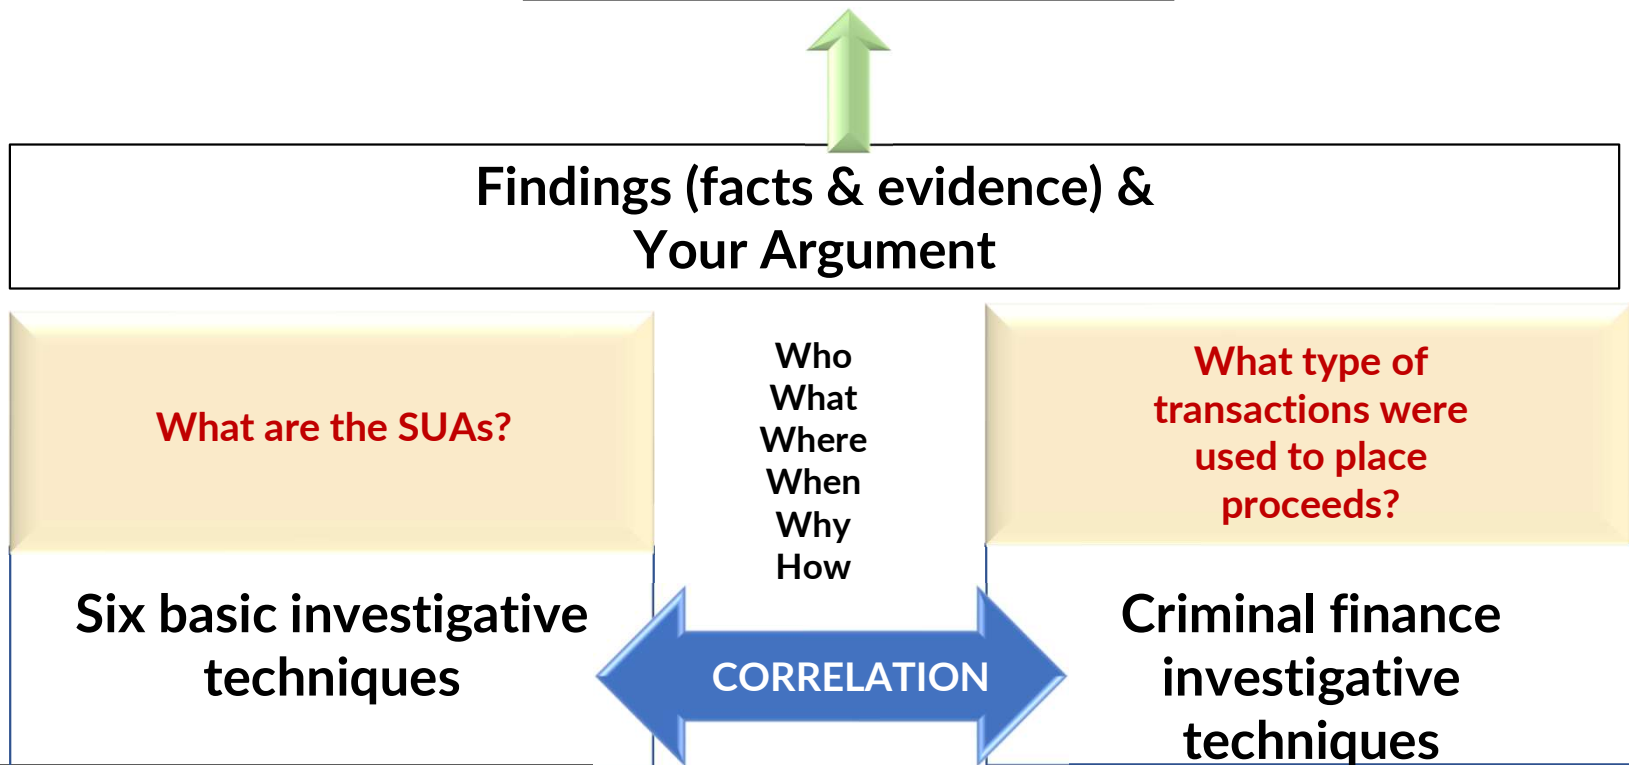 Findings (facts & evidence) &
Your Argument
What are the SUAs?
Who
What
Where
When
Why
How
What type of
transactions were
used to place
proceeds?
Six basic investigative
techniques
CORRELATION
Criminal finance
investigative
techniques